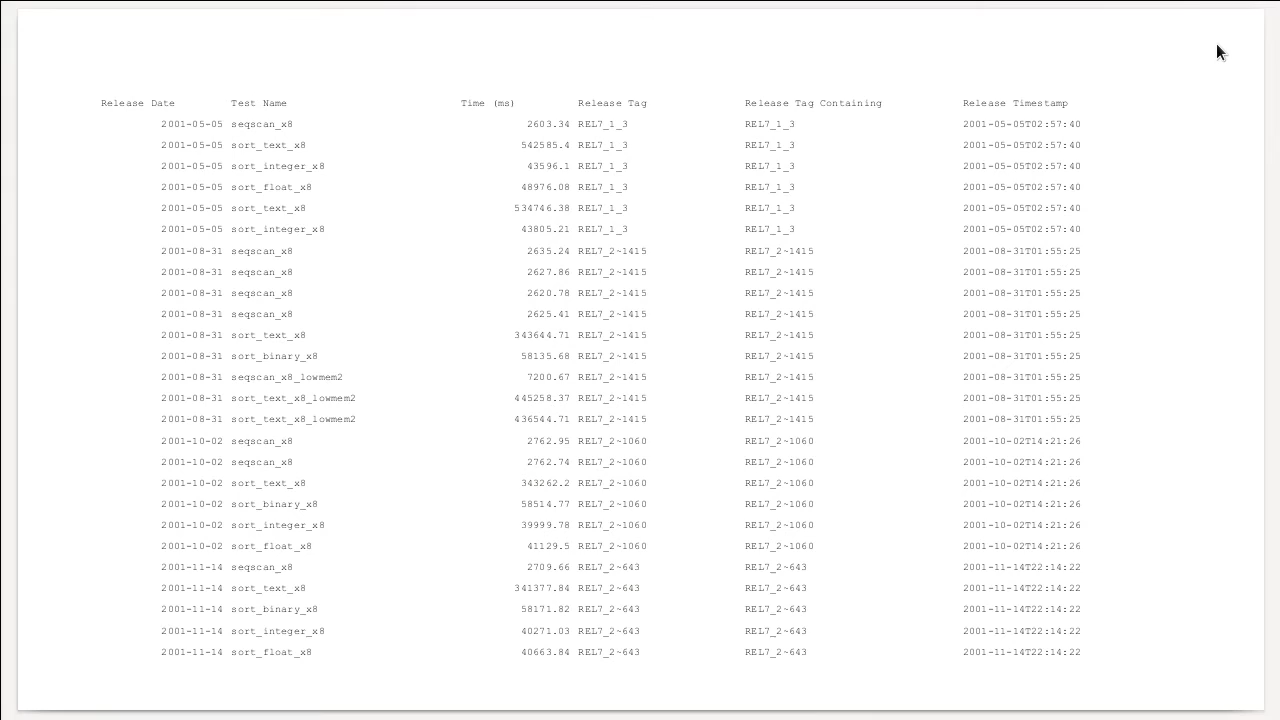 Release Date Test Name Time (ms) Release Tag Release Tag Containing Release Timestamp
2001-05-05 seqscan_x8 2603.34 REL7_1_3 REL7_1_3 2001-05-05T02:57:40
2001-05-05 sort_text_x8 542585.4 REL7_1_3 REL7_1_3 2001-05-05T02:57:40
2001-05-05 sort_integer_x8 43596.1 REL7_1_3 REL7_1_3 2001-05-05T02:57:40
2001-05-05 sort_float_x8 48976.08 REL7_1_3 REL7_1_3 2001-05-05T02:57:40
2001-05-05 sort_text_x8 534746.38 REL7_1_3 REL7_1_3 2001-05-05T02:57:40
2001-05-05 sort_integer_x8 43805.21 REL7_1_3 REL7_1_3 2001-05-05T02:57:40
2001-08-31 seqscan_x8 2635.24 REL7_2~1415 REL7_2~1415 2001-08-31T01:55:25
2001-08-31 seqscan_x8 2627.86 REL7_2~1415 REL7_2~1415 2001-08-31T01:55:25
2001-08-31 seqscan_x8 2620.78 REL7_2~1415 REL7_2~1415 2001-08-31T01:55:25
2001-08-31 seqscan_x8 2625.41 REL7_2~1415 REL7_2~1415 2001-08-31T01:55:25
2001-08-31 sort_text_x8 343644.71 REL7_2~1415 REL7_2~1415 2001-08-31T01:55:25
2001-08-31 sort_binary_x8 58135.68 REL7_2~1415 REL7_2~1415 2001-08-31T01:55:25
2001-08-31 seqscan_x8_lowmem2 7200.67 REL7_2~1415 REL7_2~1415 2001-08-31T01:55:25
2001-08-31 sort_text_x8_lowmem2 445258.37 REL7_2~1415 REL7_2~1415 2001-08-31T01:55:25
2001-08-31 sort_text_x8_lowmem2 436544.71 REL7_2~1415 REL7_2~1415 2001-08-31T01:55:25
2001-10-02 seqscan_x8 2762.95 REL7_2~1060 REL7_2~1060 2001-10-02T14:21:26
2001-10-02 seqscan_x8 2762.74 REL7_2~1060 REL7_2~1060 2001-10-02T14:21:26
2001-10-02 sort_text_x8 343262.2 REL7_2~1060 REL7_2~1060 2001-10-02T14:21:26
2001-10-02 sort_binary_x8 58514.77 REL7_2~1060 REL7_2~1060 2001-10-02T14:21:26
2001-10-02 sort_integer_x8 39999.78 REL7_2~1060 REL7_2~1060 2001-10-02T14:21:26
2001-10-02 sort_float_x8 41129.5 REL7_2~1060 REL7_2~1060 2001-10-02T14:21:26
2001-11-14 seqscan_x8 2709.66 REL7_2~643 REL7_2~643 2001-11-14T22:14:22
2001-11-14 sort_text_x8 341377.84 REL7_2~643 REL7_2~643 2001-11-14T22:14:22
2001-11-14 sort_binary_x8 58171.82 REL7_2~643 REL7_2~643 2001-11-14T22:14:22
2001-11-14 sort_integer_x8 40271.03 REL7_2~643 REL7_2~643 2001-11-14T22:14:22
2001-11-14 sort_float_x8 40663.84 REL7_2~643 REL7_2~643 2001-11-14T22:14:22